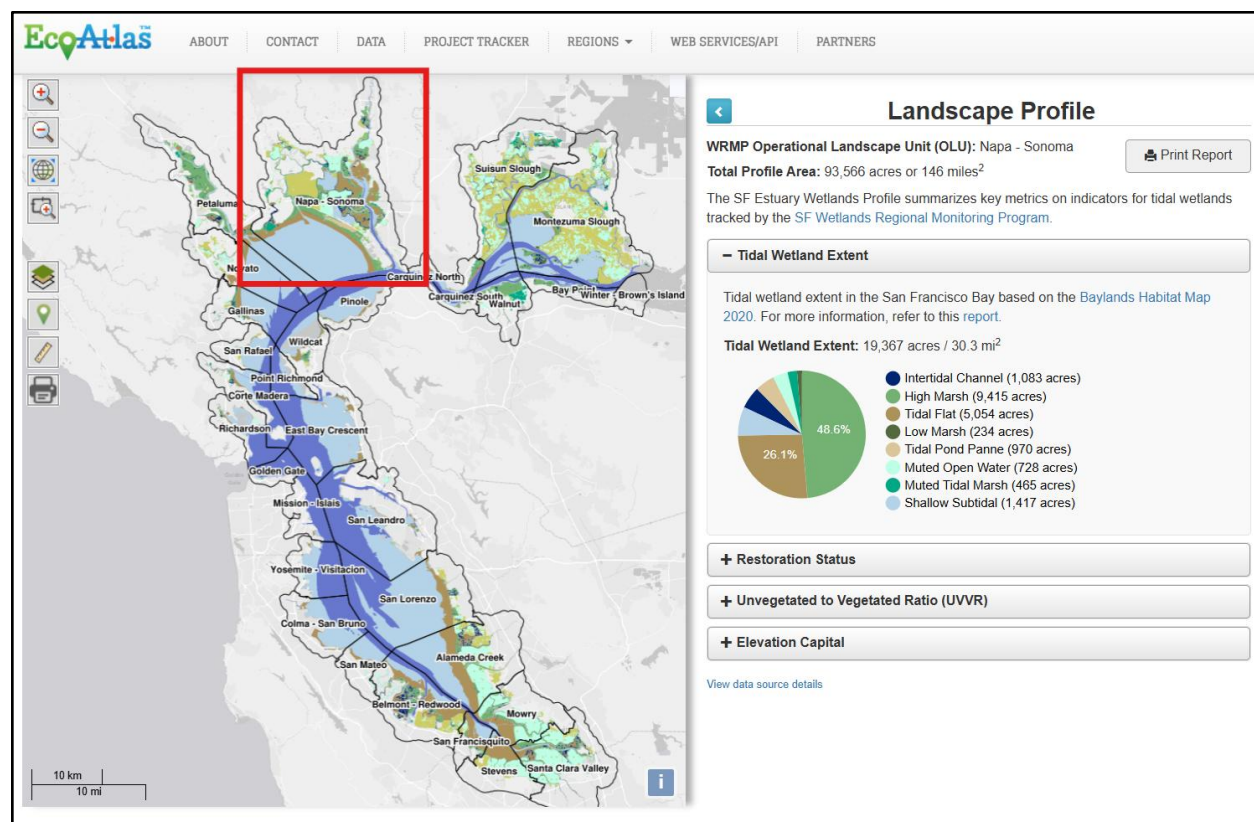 EcoAtlas™
ABOUT
CONTACT
DATA
PROJECT TRACKER
REGIONS
WEB SERVICES/API
PARTNERS
Petaluma
Napa - Sonoma
Suisun Slough
Montezuma Slough
Novato
Carquinez North
Carquinez South
Walnut
Bay Point
Winter - Brown's Island
Pinole
Gallinas
San Rafael
Wildcat
Point Richmond
Corte Madera
Richardson
East Bay Crescent
Golden Gate
Mission - Islais
San Leandro
Yosemite - Visitacion
San Lorenzo
Colma - San Bruno
San Mateo
Alameda Creek
Belmont - Redwood
Mowry
San Francisquito
Stevens
Santa Clara Valley
10 km
10 mi
i
Landscape Profile
WRMP Operational Landscape Unit (OLU): Napa - Sonoma
Print Report
Total Profile Area: 93,566 acres or 146 miles²
The SF Estuary Wetlands Profile summarizes key metrics on indicators for tidal wetlands
tracked by the SF Wetlands Regional Monitoring Program.
− Tidal Wetland Extent
Tidal wetland extent in the San Francisco Bay based on the Baylands Habitat Map
2020. For more information, refer to this report.
Tidal Wetland Extent: 19,367 acres / 30.3 mi²
48.6%
26.1%
Intertidal Channel (1,083 acres)
High Marsh (9,415 acres)
Tidal Flat (5,054 acres)
Low Marsh (234 acres)
Tidal Pond Panne (970 acres)
Muted Open Water (728 acres)
Muted Tidal Marsh (465 acres)
Shallow Subtidal (1,417 acres)
+ Restoration Status
+ Unvegetated to Vegetated Ratio (UVVR)
+ Elevation Capital
View data source details